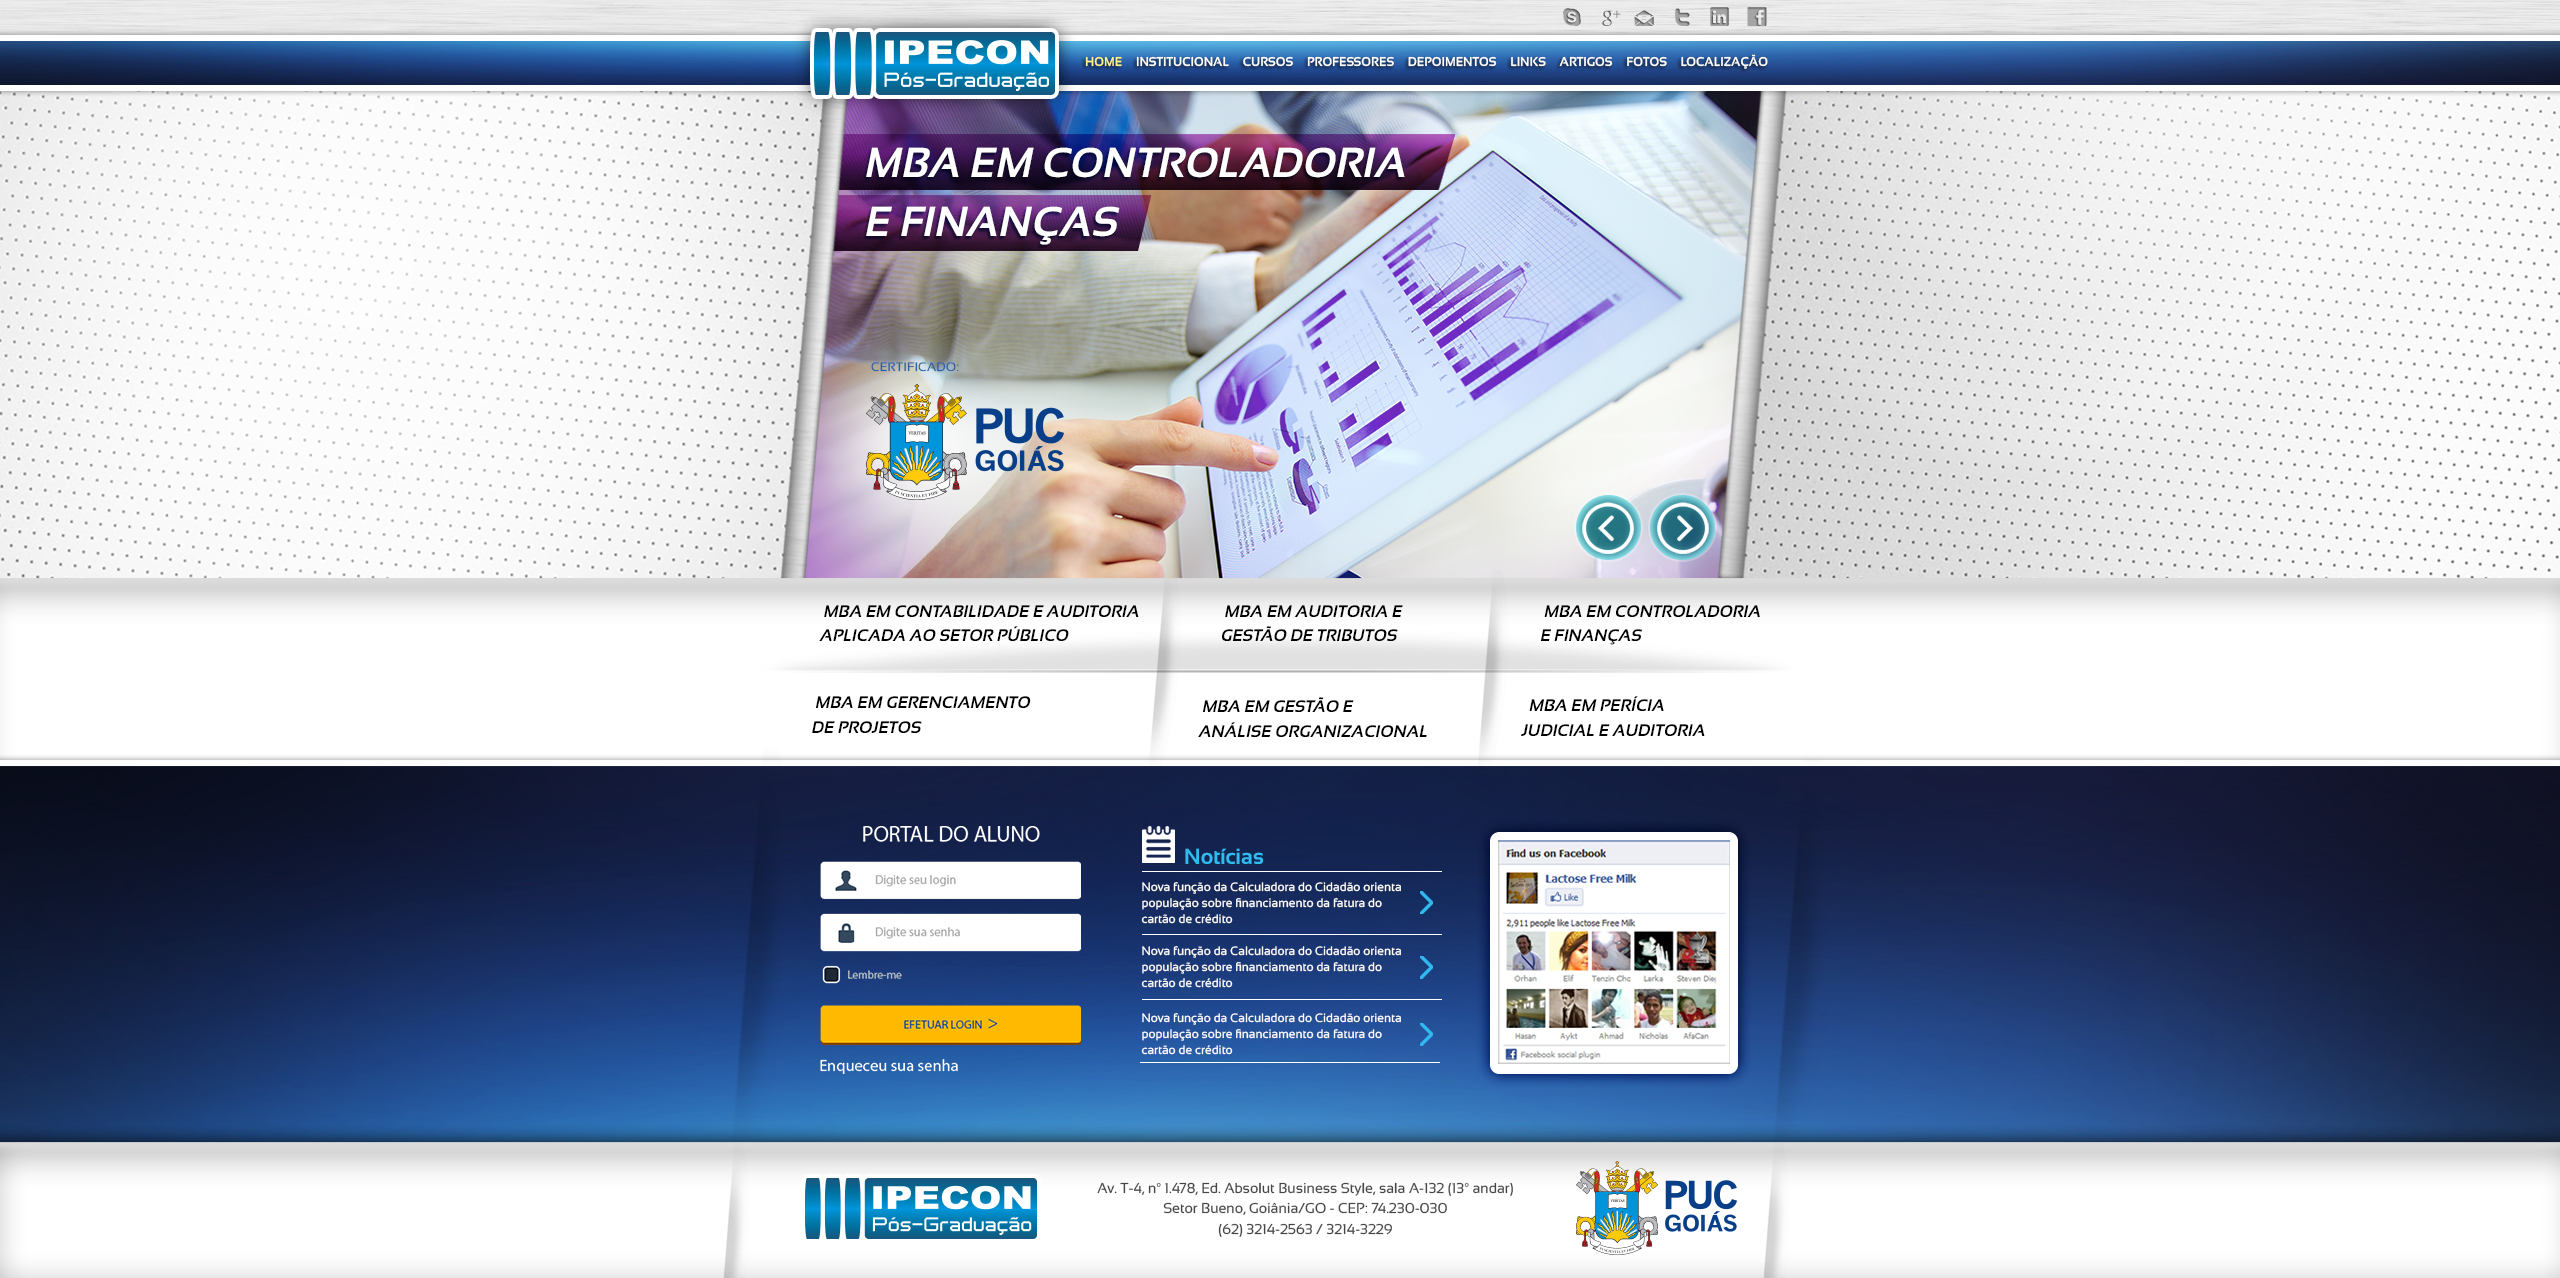 IPECON
Pós-Graduação
HOME INSTITUCIONAL CURSOS PROFESSORES DEPOIMENTOS LINKS ARTIGOS FOTOS LOCALIZAÇÃO
MBA EM CONTROLADORIA
E FINANÇAS
CERTIFICADO:
VERITAS
PUC
GOIÁS
MBA EM CONTABILIDADE E AUDITORIA
APLICADA AO SETOR PÚBLICO
MBA EM AUDITORIA E
GESTÃO DE TRIBUTOS
MBA EM CONTROLADORIA
E FINANÇAS
MBA EM GERENCIAMENTO
DE PROJETOS
MBA EM GESTÃO E
ANÁLISE ORGANIZACIONAL
MBA EM PERÍCIA
JUDICIAL E AUDITORIA
PORTAL DO ALUNO
Digite seu login
Digite sua senha
Lembre-me
EFETUAR LOGIN >
Enqueceu sua senha
Notícias
Nova função da Calculadora do Cidadão orienta
população sobre financiamento da fatura do
cartão de crédito
Nova função da Calculadora do Cidadão orienta
população sobre financiamento da fatura do
cartão de crédito
Nova função da Calculadora do Cidadão orienta
população sobre financiamento da fatura do
cartão de crédito
Find us on Facebook
Lactose Free Milk
Like
2,911 people like Lactose Free Milk
Orhan Elif Tenzin Cho Larka Steven Die
Hasan Aykt Ahmad Nicholas AfaCan
Facebook social plugin
IPECON
Pós-Graduação
Av. T-4, n° 1.478, Ed. Absolut Business Style, sala A-132 (13° andar)
Setor Bueno, Goiânia/GO - CEP: 74.230-030
(62) 3214-2563 / 3214-3229
PUC
GOIÁS